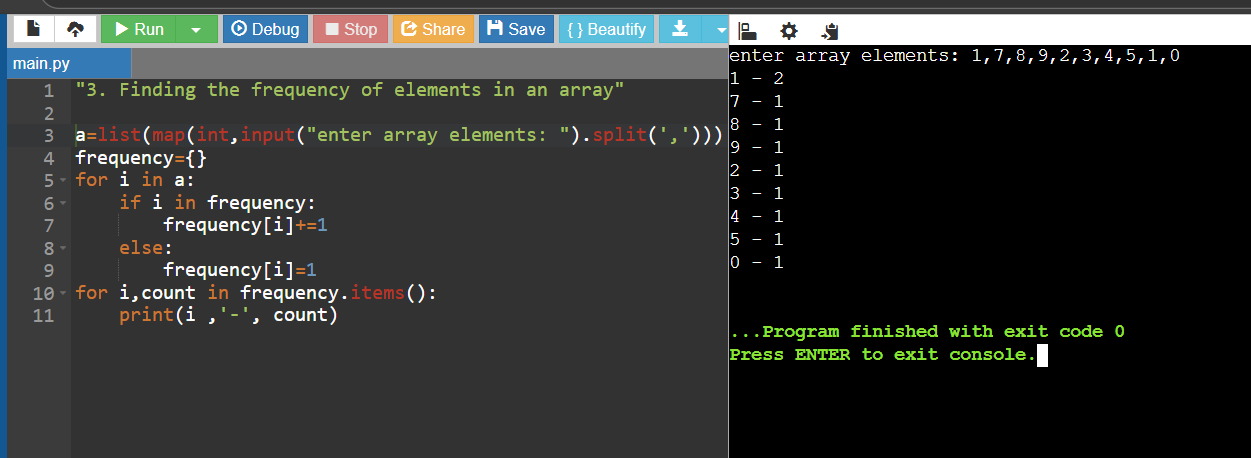 Run Debug Stop Share Save { } Beautify
main.py
1 "3. Finding the frequency of elements in an array"
2
3 a=list(map(int,input("enter array elements: ").split(',')))
4 frequency={}
5 for i in a:
6     if i in frequency:
7         frequency[i]+=1
8     else:
9         frequency[i]=1
10 for i,count in frequency.items():
11     print(i ,'-', count)
enter array elements: 1,7,8,9,2,3,4,5,1,0
1 - 2
7 - 1
8 - 1
9 - 1
2 - 1
3 - 1
4 - 1
5 - 1
0 - 1
...Program finished with exit code 0
Press ENTER to exit console.